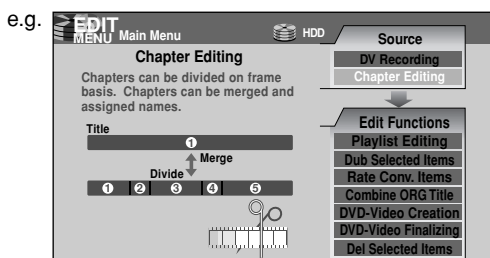 e.g.
EDIT
MENU Main Menu
HDD
Chapter Editing
Chapters can be divided on frame
basis. Chapters can be merged and
assigned names.
Title
1
Merge
Divide
1 2 3 4 5
Source
DV Recording
Chapter Editing
Edit Functions
Playlist Editing
Dub Selected Items
Rate Conv. Items
Combine ORG Title
DVD-Video Creation
DVD-Video Finalizing
Del Selected Items